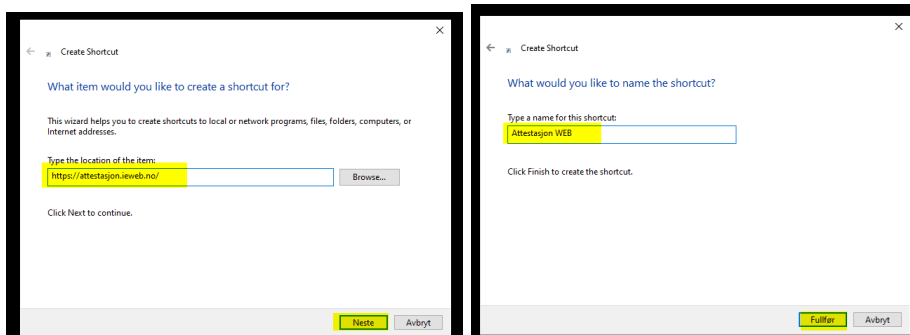 Create Shortcut
What item would you like to create a shortcut for?
This wizard helps you to create shortcuts to local or network programs, files, folders, computers, or
Internet addresses.
Type the location of the item:
https://attestasjon.ieweb.no/
Browse...
Click Next to continue.
Neste
Avbryt
Create Shortcut
What would you like to name the shortcut?
Type a name for this shortcut:
Attestasjon WEB
Click Finish to create the shortcut.
Fullfør
Avbryt